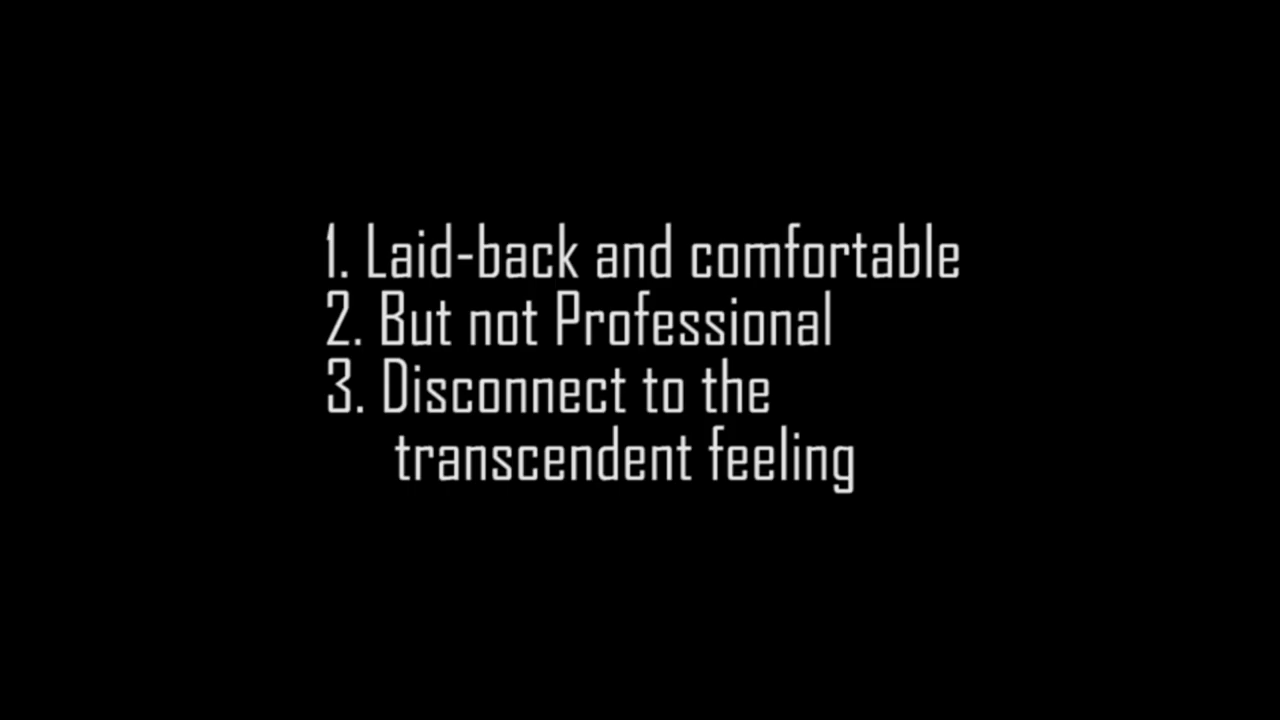 1. Laid-back and comfortable
2. But not Professional
3. Disconnect to the
transcendent feeling